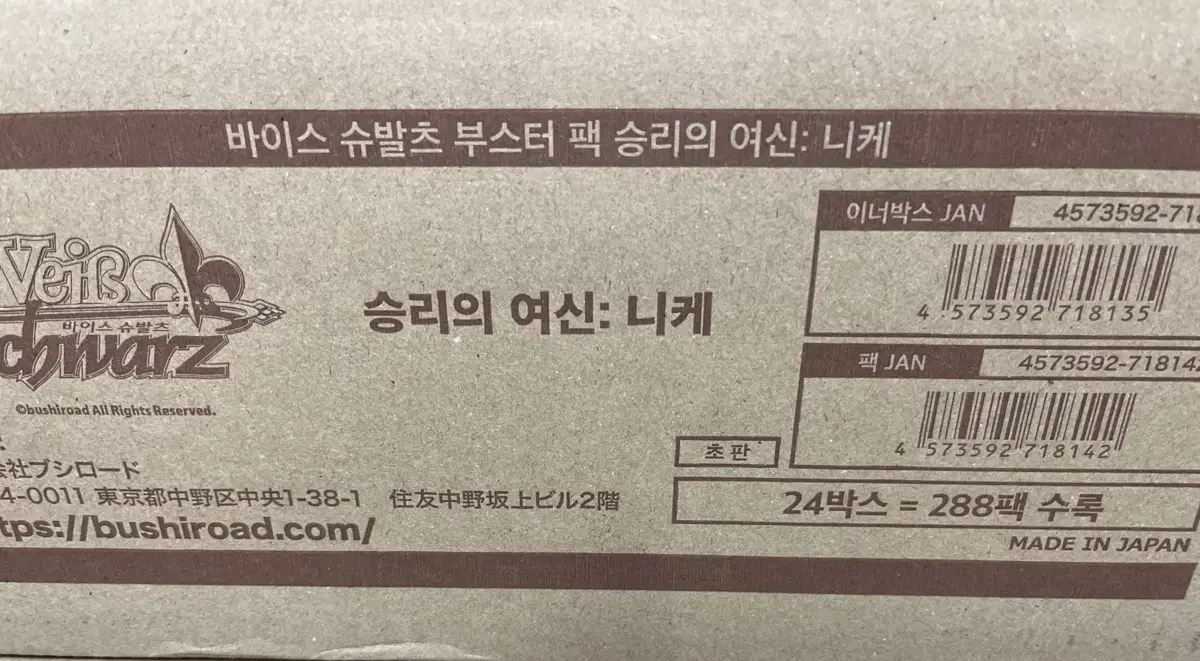 바이스 슈발츠 부스터 팩 승리의 여신: 니케
이너박스 JAN 4573592-71
4 573592 718135
Weiß
바이스 슈발츠
chwarz
©bushiroad All Rights Reserved.
승리의 여신: 니케
팩 JAN 4573592-718142
4 573592 718142
초판
会社ブシロード
4-0011 東京都中野区中央1-38-1 住友中野坂上ビル2階
tps://bushiroad.com/
24박스 = 288팩 수록
MADE IN JAPAN